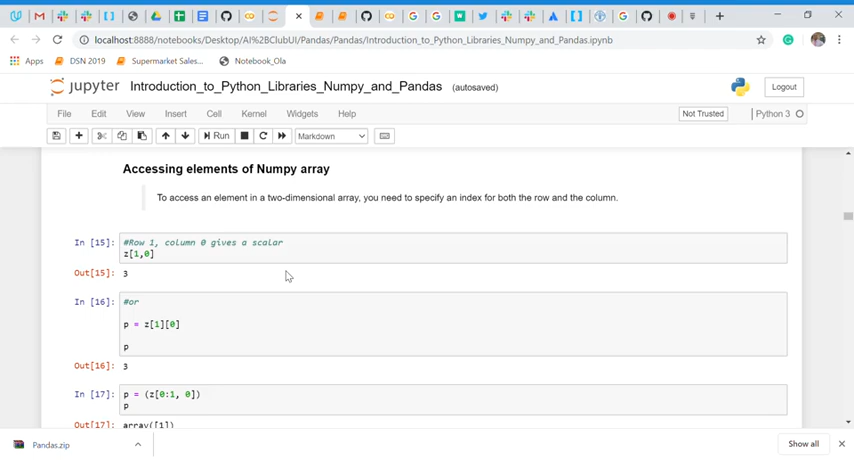 localhost:8888/notebooks/Desktop/AI%2BClubUI/Pandas/Pandas/Introduction_to_Python_Libraries_Numpy_and_Pandas.ipynb
Apps DSN 2019 Supermarket Sales... Notebook_Ola
jupyter Introduction_to_Python_Libraries_Numpy_and_Pandas (autosaved) Logout
File Edit View Insert Cell Kernel Widgets Help Not Trusted Python 3
Run Markdown
Accessing elements of Numpy array
To access an element in a two-dimensional array, you need to specify an index for both the row and the column.
In [15]: #Row 1, column 0 gives a scalar
z[1,0]
Out[15]: 3
In [16]: #or
p = z[1][0]
p
Out[16]: 3
In [17]: p = (z[0:1, 0])
p
Out[17]: array([1])
Pandas.zip Show all